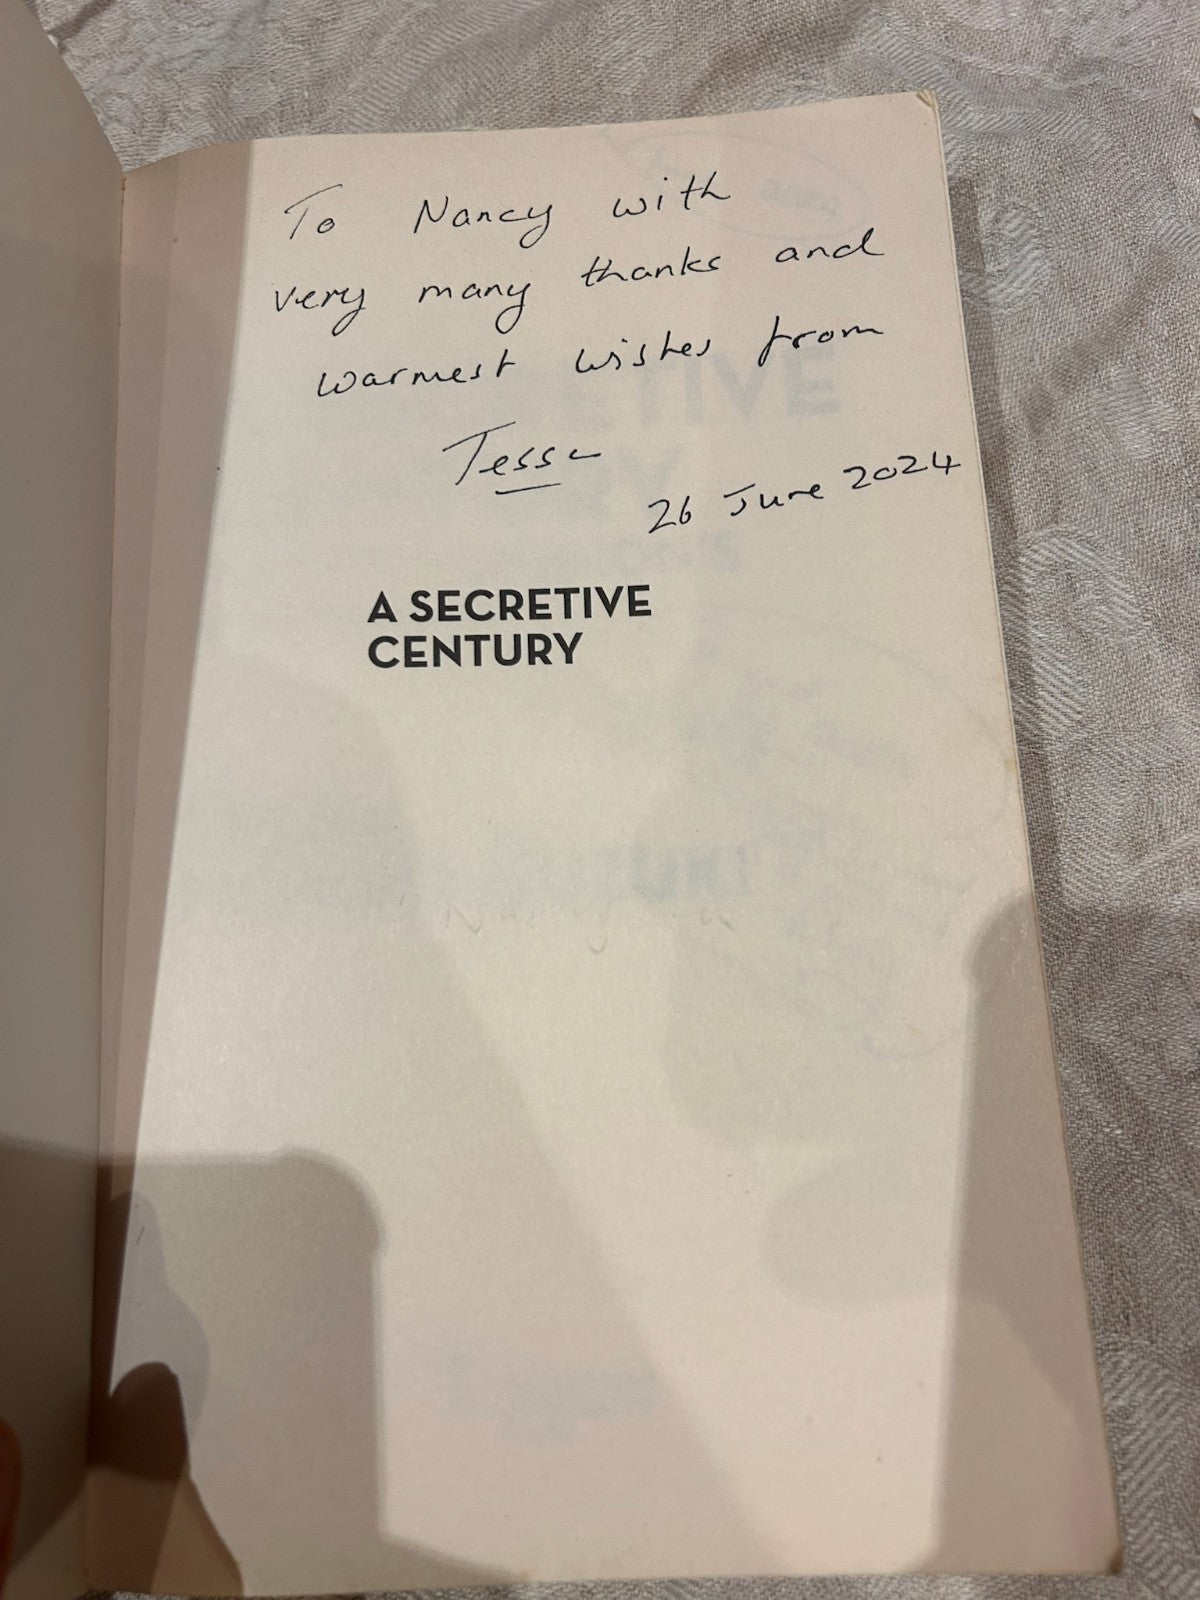 To Nancy with
very many thanks and
warmest wishes from
Tessa
26 June 2024
A SECRETIVE
CENTURY